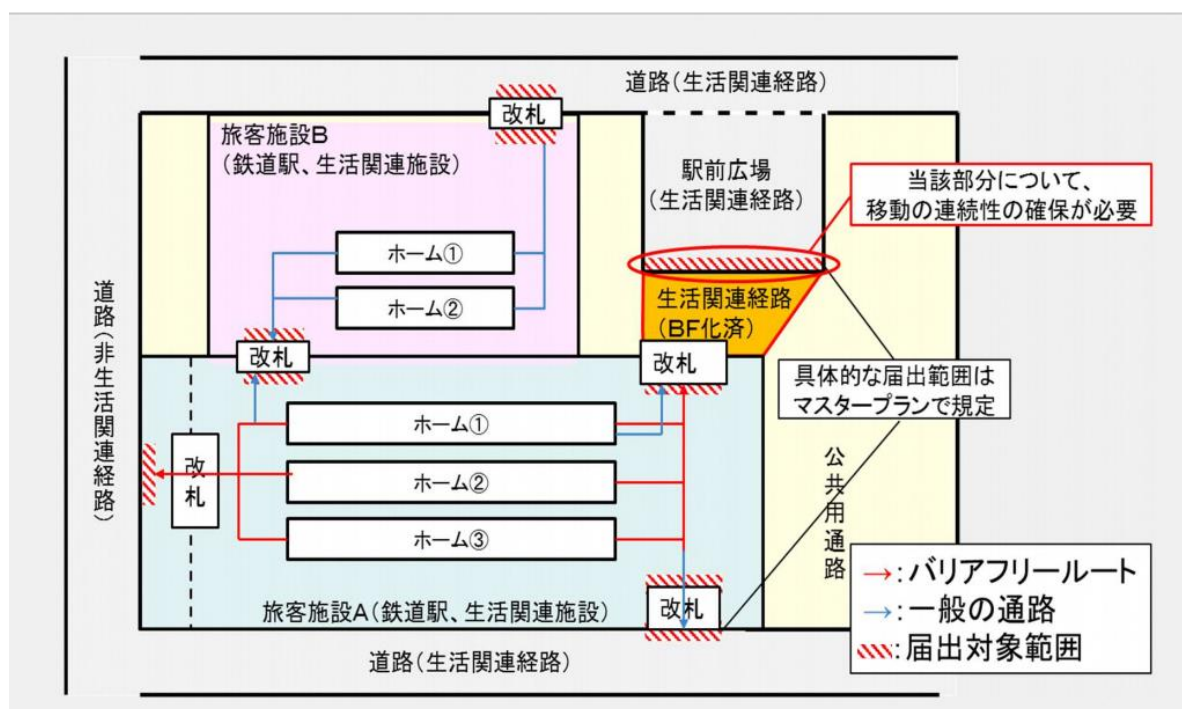 道路(生活関連経路)
改札
旅客施設B
(鉄道駅、生活関連施設)
駅前広場
(生活関連経路)
当該部分について、
移動の連続性の確保が必要
ホーム①
ホーム②
生活関連経路
(BF化済)
道路(非生活関連経路)
改札
改札
具体的な届出範囲は
マスタープランで規定
ホーム①
改札
ホーム②
ホーム③
公共用通路
→:バリアフリールート
→:一般の通路
:届出対象範囲
改札
旅客施設A(鉄道駅、生活関連施設)
道路(生活関連経路)